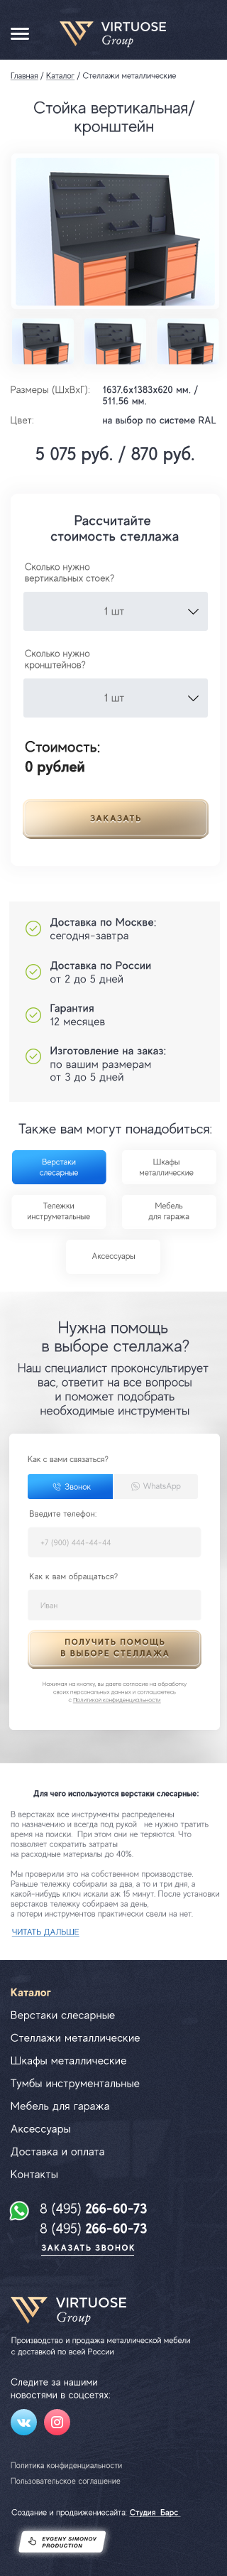 VIRTUOSE
Group
Главная / Каталог / Стеллажи металлические
Стойка вертикальная/
кронштейн
Размеры (ШхВхГ): 1637.6х1383х620 мм. /
511.56 мм.
Цвет: на выбор по системе RAL
5 075 руб. / 870 руб.
Рассчитайте
стоимость стеллажа
Сколько нужно
вертикальных стоек?
1 шт
Сколько нужно
кронштейнов?
1 шт
Стоимость:
0 рублей
ЗАКАЗАТЬ
Доставка по Москве:
сегодня-завтра
Доставка по России
от 2 до 5 дней
Гарантия
12 месяцев
Изготовление на заказ:
по вашим размерам
от 3 до 5 дней
Также вам могут понадобиться:
Верстаки
слесарные
Шкафы
металлические
Тележки
инструметальные
Мебель
для гаража
Аксессуары
Нужна помощь
в выборе стеллажа?
Наш специалист проконсультирует
вас, ответит на все вопросы
и поможет подобрать
необходимые инструменты
Как с вами связаться?
Звонок WhatsApp
Введите телефон:
+7 (900) 444-44-44
Как к вам обращаться?
Иван
ПОЛУЧИТЬ ПОМОЩЬ
В ВЫБОРЕ СТЕЛЛАЖА
Нажимая на кнопку, вы даете согласие на обработку
своих персональных данных и соглашаетесь
с Политикой конфиденциальности
Для чего используются верстаки слесарные:
В верстаках все инструменты распределены
по назначению и всегда под рукой не нужно тратить
время на поиски. При этом они не теряются. Что
позволяет сократить затраты
на расходные материалы до 40%.
Мы проверили это на собственном производстве.
Раньше тележку собирали за два, а то и три дня, а
какой-нибудь ключ искали аж 15 минут. После установки
верстаков тележку собираем за день,
а потери инструментов практически свели на нет.
ЧИТАТЬ ДАЛЬШЕ
Каталог
Верстаки слесарные
Стеллажи металлические
Шкафы металлические
Тумбы инструментальные
Мебель для гаража
Аксессуары
Доставка и оплата
Контакты
8 (495) 266-60-73
8 (495) 266-60-73
ЗАКАЗАТЬ ЗВОНОК
VIRTUOSE
Group
Производство и продажа металлической мебели
с доставкой по всей России
Следите за нашими
новостями в соцсетях:
Политика конфиденциальности
Пользовательское соглашение
Создание и продвижениесайта: Студия Барс
EVGENY SIMONOV
PRODUCTION